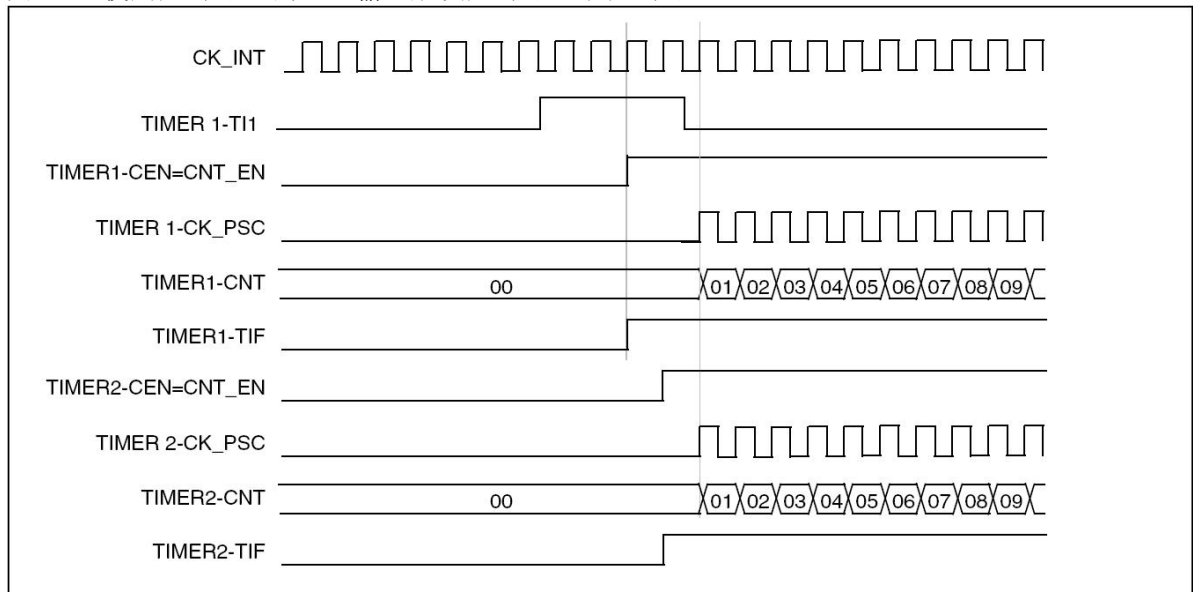 CK_INT
TIMER 1-TI1
TIMER1-CEN=CNT_EN
TIMER 1-CK_PSC
TIMER1-CNT 00 01 02 03 04 05 06 07 08 09
TIMER1-TIF
TIMER2-CEN=CNT_EN
TIMER 2-CK_PSC
TIMER2-CNT 00 01 02 03 04 05 06 07 08 09
TIMER2-TIF